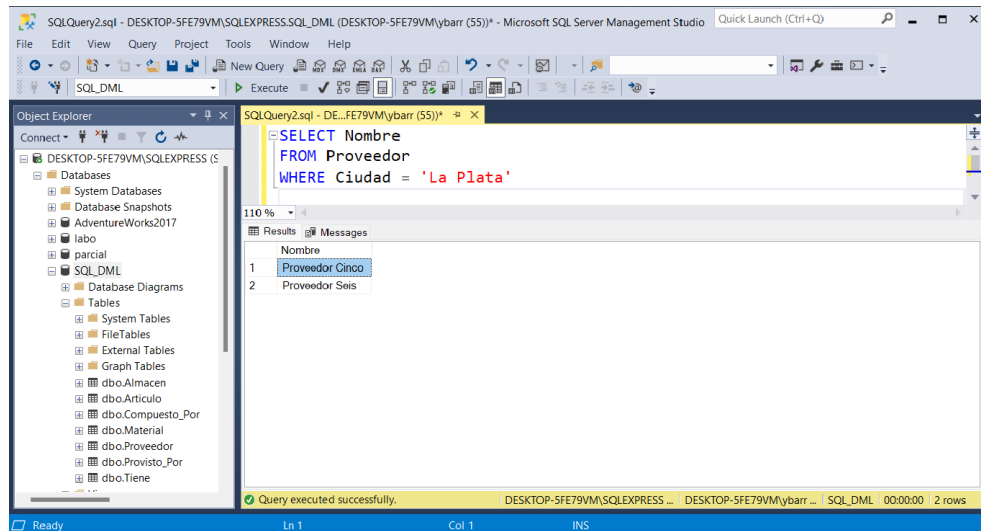 SQLQuery2.sql - DESKTOP-5FE79VM\SQLEXPRESS.SQL_DML (DESKTOP-5FE79VM\ybarr (55))* - Microsoft SQL Server Management Studio
Quick Launch (Ctrl+Q)
File Edit View Query Project Tools Window Help
New Query MDX DMX XMLA DAX
SQL_DML Execute
Object Explorer
Connect
DESKTOP-5FE79VM\SQLEXPRESS (S
Databases
System Databases
Database Snapshots
AdventureWorks2017
labo
parcial
SQL_DML
Database Diagrams
Tables
System Tables
FileTables
External Tables
Graph Tables
dbo.Almacen
dbo.Articulo
dbo.Compuesto_Por
dbo.Material
dbo.Proveedor
dbo.Provisto_Por
dbo.Tiene
SQLQuery2.sql - DE...FE79VM\ybarr (55))*
SELECT Nombre
FROM Proveedor
WHERE Ciudad = 'La Plata'
110 %
Results Messages
Nombre
1 Proveedor Cinco
2 Proveedor Seis
Query executed successfully. DESKTOP-5FE79VM\SQLEXPRESS ... DESKTOP-5FE79VM\ybarr ... SQL_DML 00:00:00 2 rows
Ready Ln 1 Col 1 INS